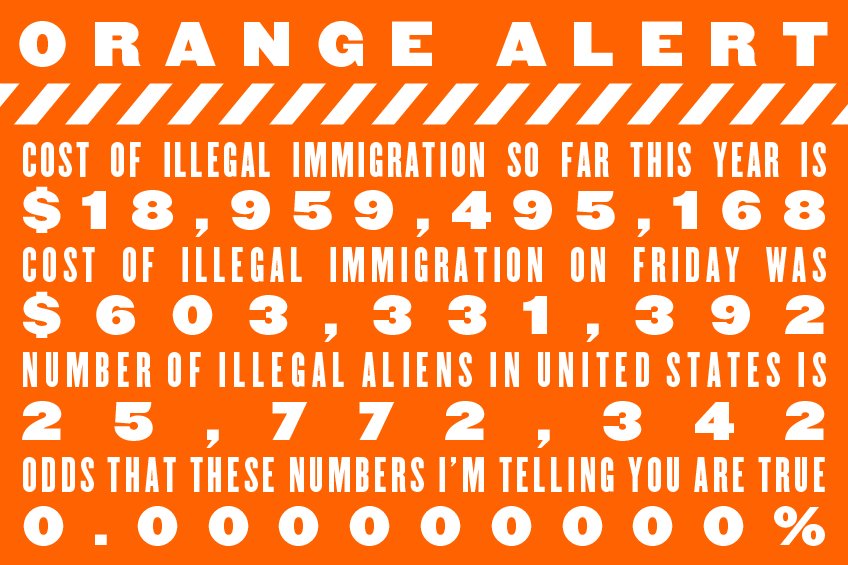 ORANGE ALERT
COST OF ILLEGAL IMMIGRATION SO FAR THIS YEAR IS
$18,959,495,168
COST OF ILLEGAL IMMIGRATION ON FRIDAY WAS
$603,331,392
NUMBER OF ILLEGAL ALIENS IN UNITED STATES IS
25,772,342
ODDS THAT THESE NUMBERS I'M TELLING YOU ARE TRUE
0.000000000%